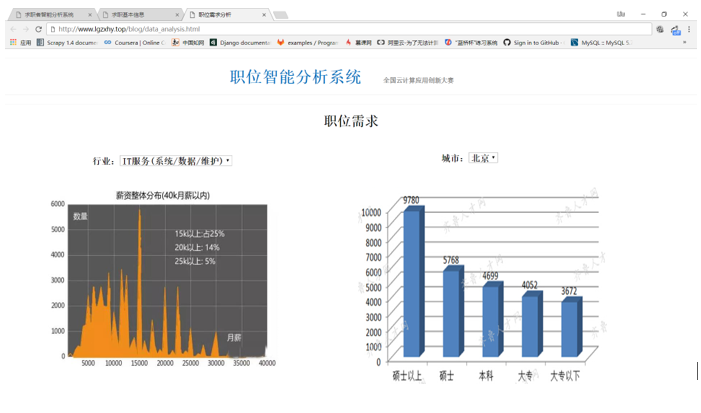 求职者智能分析系统 × 求职基本信息 × 职位需求分析 ×
http://www.lgzxhy.top/blog/data_analysis.html
应用 Scrapy 1.4 documen Coursera | Online C 中国知网 Django documenta examples / Program 慕课网 阿里云-为了无法计算 "蓝桥杯"练习系统 Sign in to GitHub MySQL :: MySQL 5. »
职位智能分析系统 全国云计算应用创新大赛
职位需求
行业: IT服务(系统/数据/维护) 城市: 北京
薪资整体分布(40k月薪以内)
数量
15k以上:占25%
20k以上: 14%
25k以上: 5%
月薪
6000
5000
4000
3000
2000
1000
0
5000 10000 15000 20000 25000 30000 35000 40000
9780
5768
4699
4052
3672
10000
9000
8000
7000
6000
5000
4000
3000
2000
1000
0
硕士以上 硕士 本科 大专 大专以下
齐鲁人才网